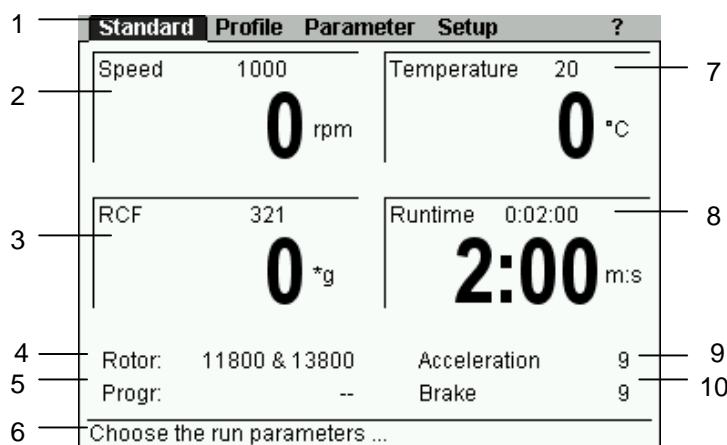 1 Standard Profile Parameter Setup ?
2 Speed 1000
0 rpm
Temperature 20 7
0 °C
3 RCF 321
0 *g
Runtime 0:02:00 8
2:00 m:s
4 Rotor: 11800 & 13800 Acceleration 9 9
5 Progr: -- Brake 9 10
6 Choose the run parameters ...